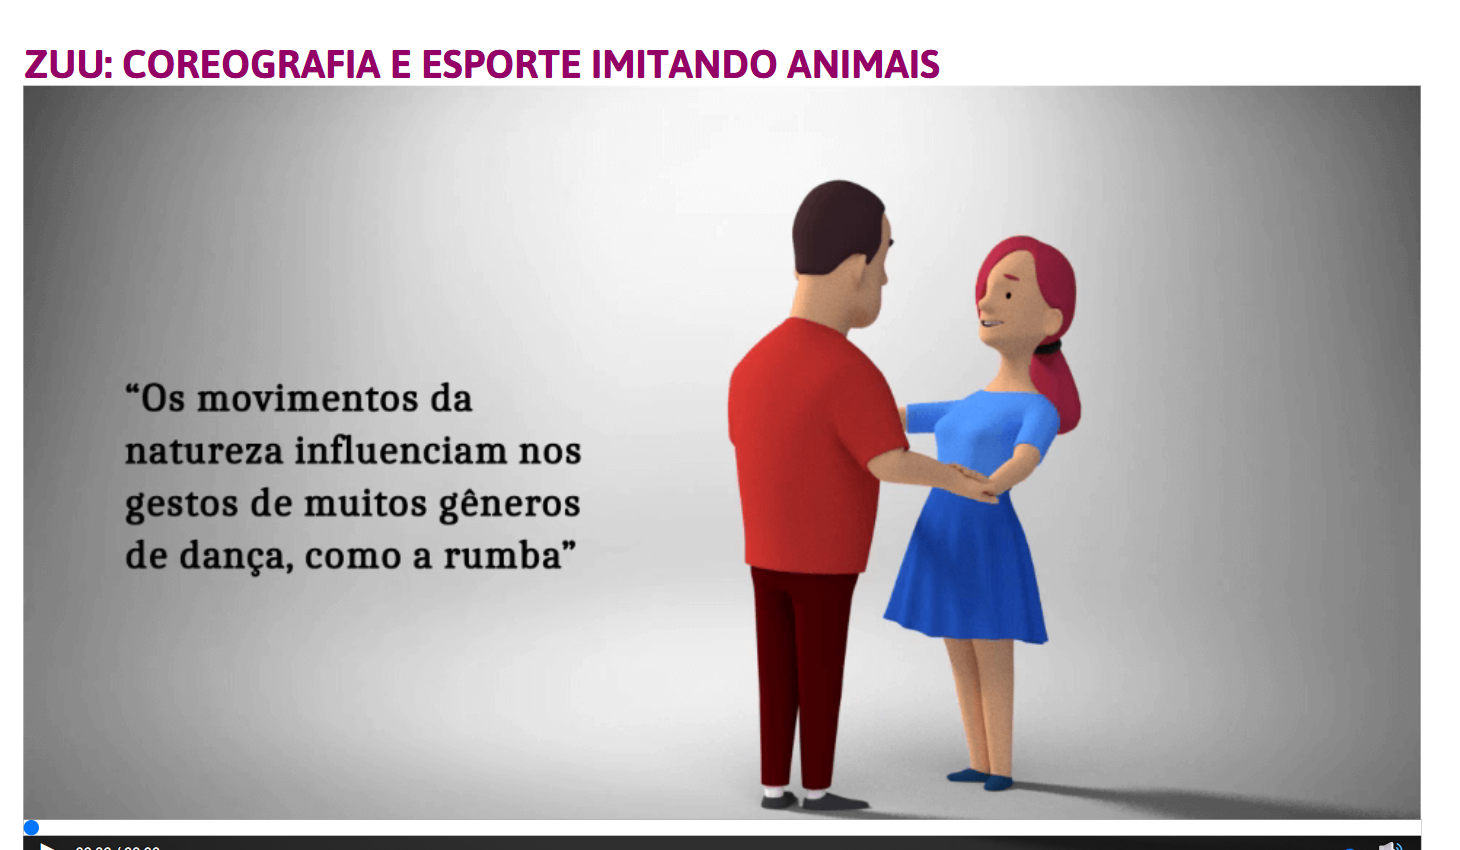 ZUU: COREOGRAFIA E ESPORTE IMITANDO ANIMAIS
“Os movimentos da
natureza influenciam nos
gestos de muitos gêneros
de dança, como a rumba”